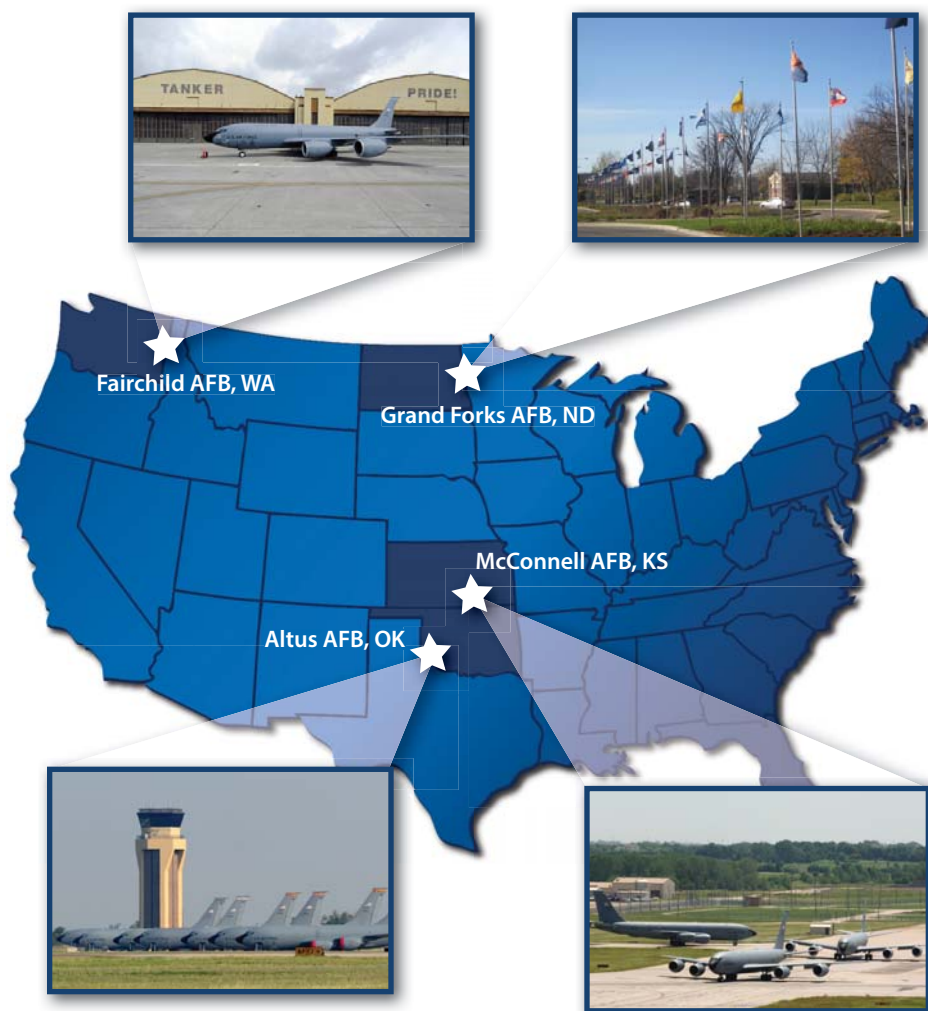 TANKER
PRIDE!
Fairchild AFB, WA
Grand Forks AFB, ND
McConnell AFB, KS
Altus AFB, OK